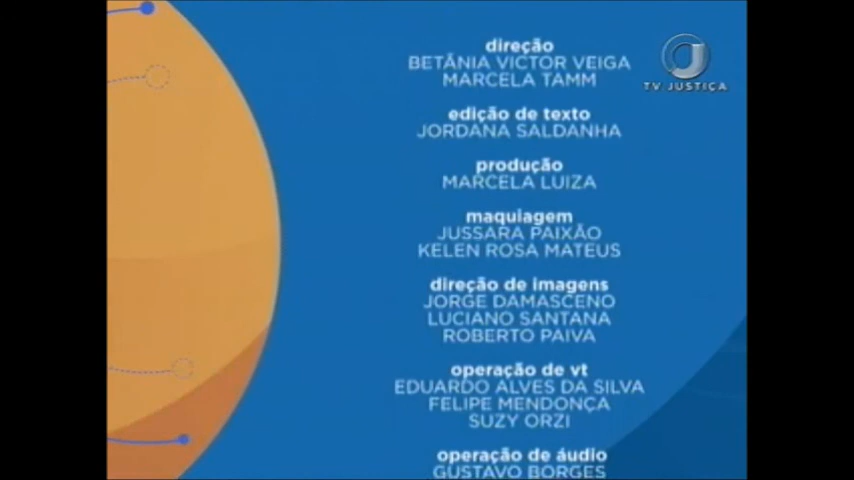 direção
BETÂNIA VICTOR VEIGA
MARCELA TAMM
TV JUSTIÇA
edição de texto
JORDANA SALDANHA
produção
MARCELA LUIZA
maquiagem
JUSSARA PAIXÃO
KELEN ROSA MATEUS
direção de imagens
JORGE DAMASCENO
LUCIANO SANTANA
ROBERTO PAIVA
operação de vt
EDUARDO ALVES DA SILVA
FELIPE MENDONÇA
SUZY ORZI
operação de áudio
GUSTAVO BORGES